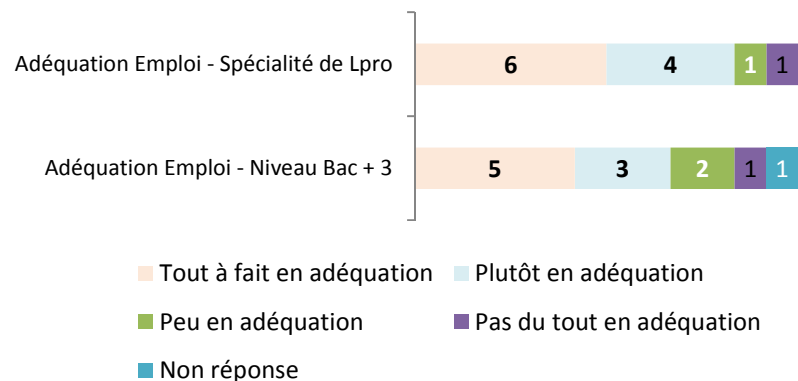 Adéquation Emploi - Spécialité de Lpro
6 4 1 1
Adéquation Emploi - Niveau Bac + 3
5 3 2 1 1
Tout à fait en adéquation
Plutôt en adéquation
Peu en adéquation
Pas du tout en adéquation
Non réponse